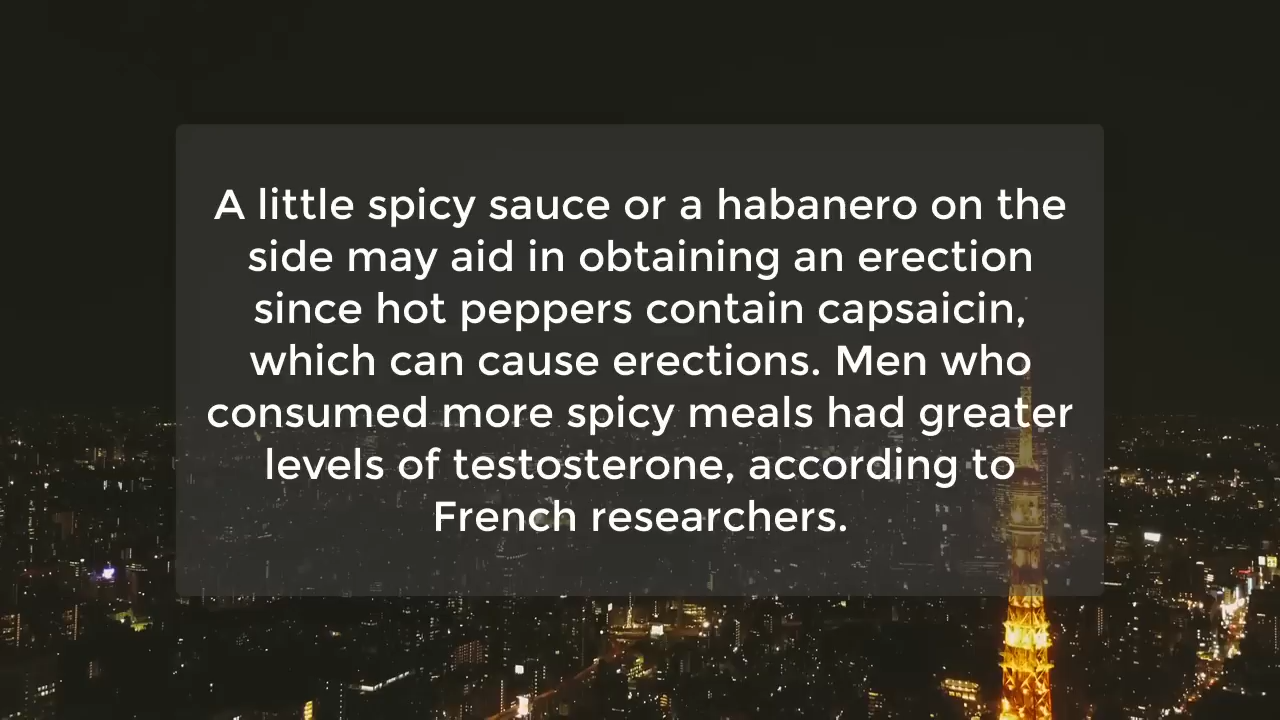 A little spicy sauce or a habanero on the
side may aid in obtaining an erection
since hot peppers contain capsaicin,
which can cause erections. Men who
consumed more spicy meals had greater
levels of testosterone, according to
French researchers.